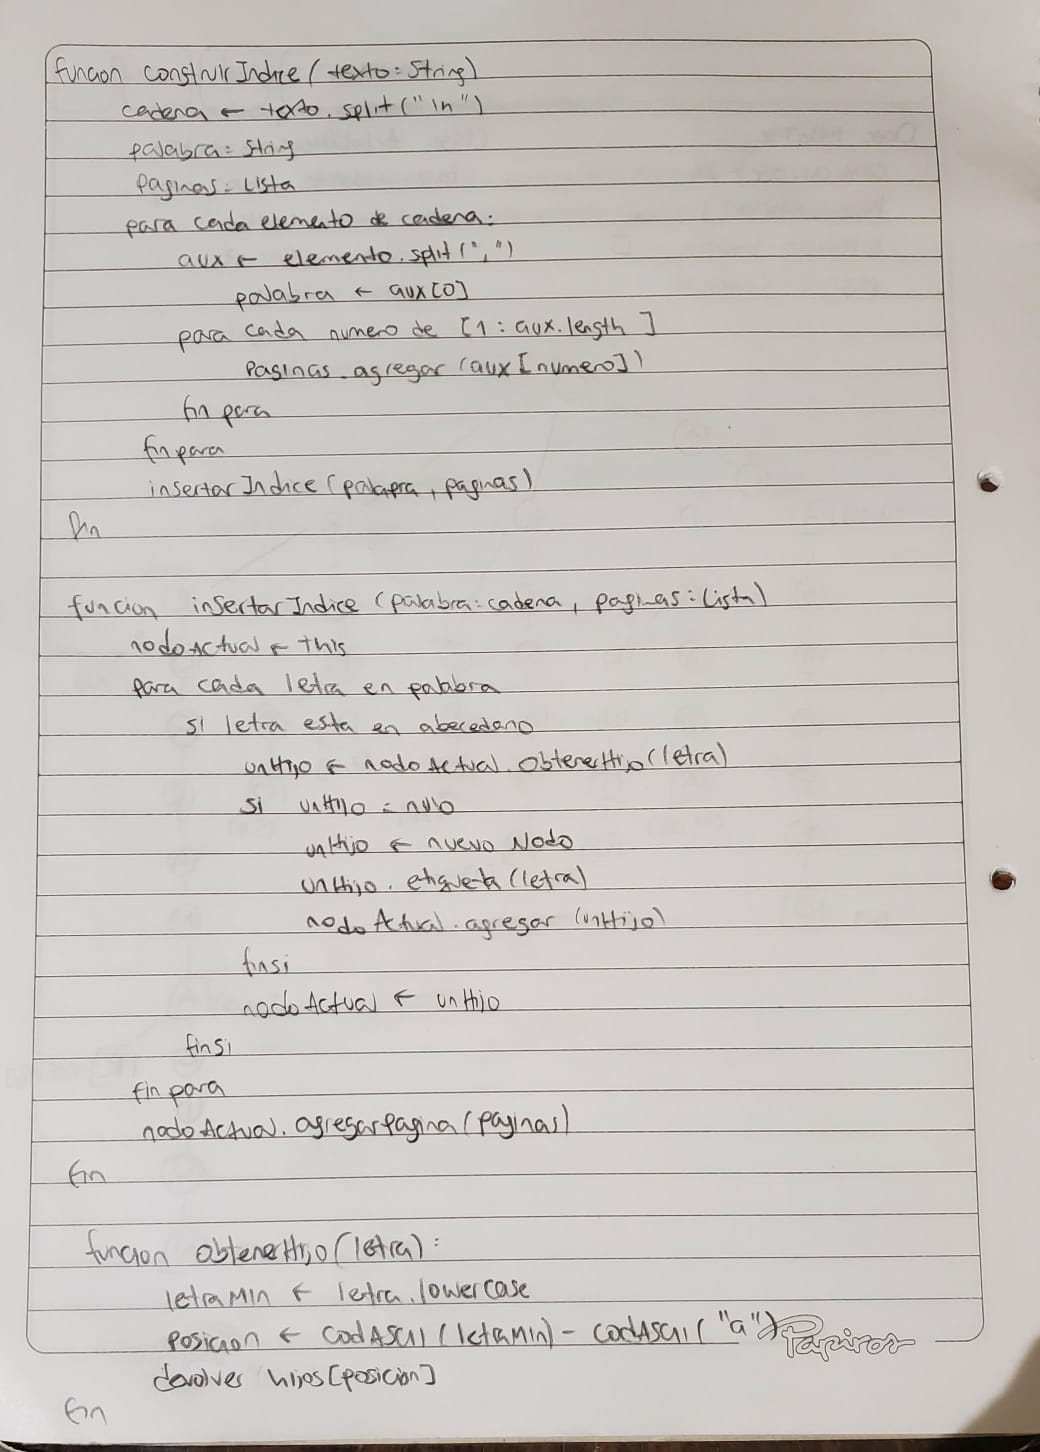 funcion construirIndice (texto: String)
cadena ← texto.split("\n")
palabra: String
Paginas: Lista
para cada elemento de cadena:
aux ← elemento.split(",")
palabra ← aux[0]
para cada numero de [1: aux.length]
Paginas.agregar (aux[numero])
fin para
fin para
insertarIndice (palapra, paginas)
fin
funcion insertarIndice (palabra: cadena, paginas: Lista)
nodoActual ← this
para cada letra en palabra
si letra esta en abecedario
unHijo ← nodoActual.obtenerHijo (letra)
si unHijo = nulo
unHijo ← nuevo Nodo
unHijo.etiqueta (letra)
nodoActual.agregar (unHijo)
finsi
nodoActual ← unHijo
finsi
fin para
nodoActual.agregarPagina (paginas)
fin
funcion obtenerHijo (letra):
letraMin ← letra.lowercase
Posicion ← codASCII (letraMin) - codASCII ("a")
devolver hijos[posicion]
fin
Papiros